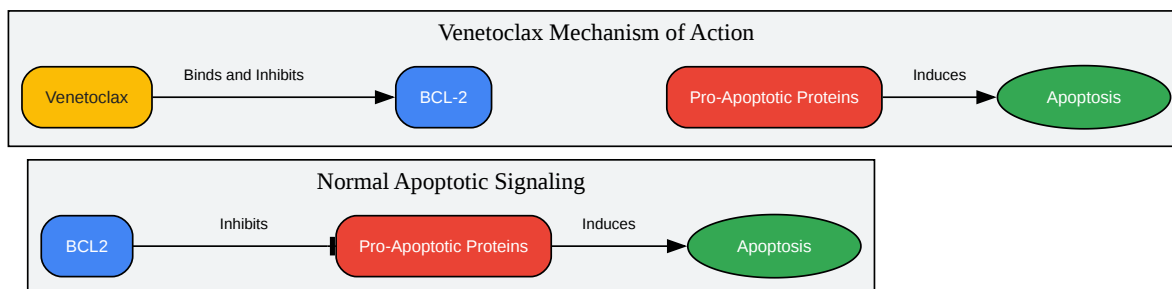 Venetoclax Mechanism of Action
Venetoclax
Binds and Inhibits
BCL-2
Pro-Apoptotic Proteins
Induces
Apoptosis
Normal Apoptotic Signaling
BCL2
Inhibits
Pro-Apoptotic Proteins
Induces
Apoptosis